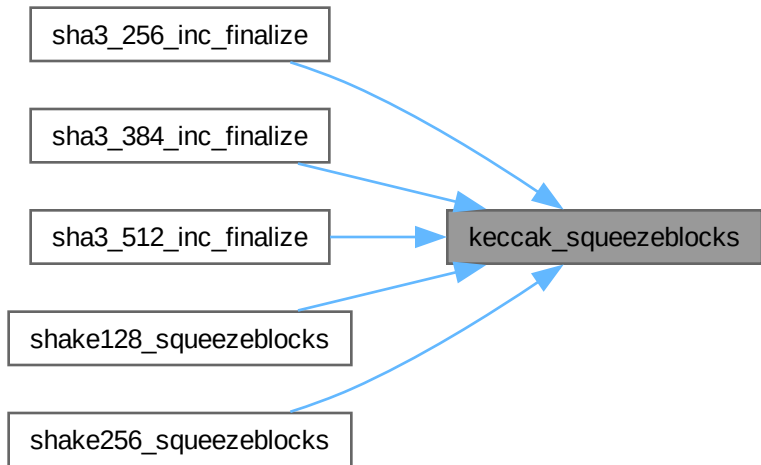 sha3_256_inc_finalize
sha3_384_inc_finalize
sha3_512_inc_finalize
keccak_squeezeblocks
shake128_squeezeblocks
shake256_squeezeblocks